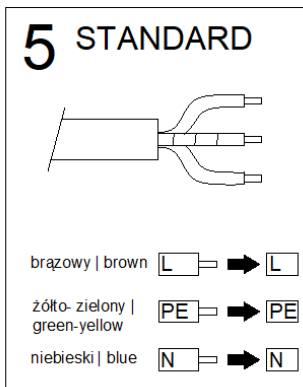 5 STANDARD
brązowy | brown L L
żółto- zielony |
green-yellow PE PE
niebieski | blue N N